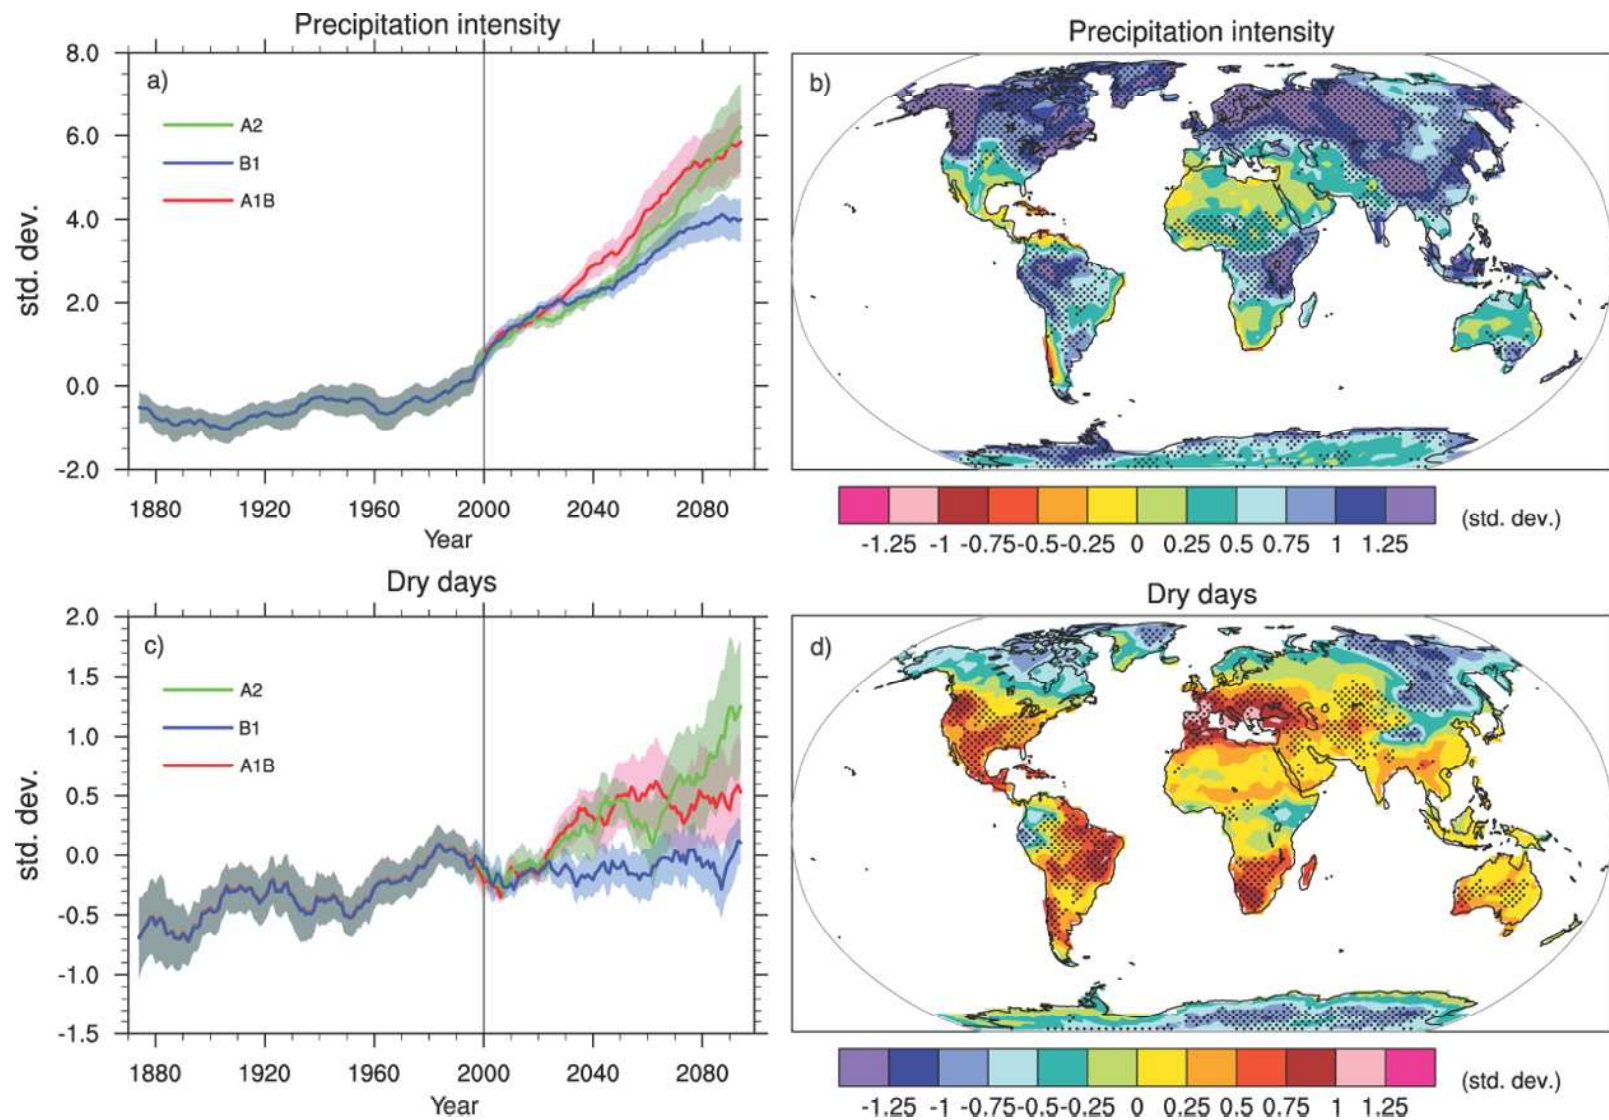 Precipitation intensity
8.0
a)
6.0
4.0
2.0
0.0
-2.0
std. dev.
A2
B1
A1B
1880 1920 1960 2000 2040 2080
Year
Precipitation intensity
b)
-1.25 -1 -0.75 -0.5 -0.25 0 0.25 0.5 0.75 1 1.25
(std. dev.)
Dry days
2.0
c)
1.5
1.0
0.5
0.0
-0.5
-1.0
-1.5
std. dev.
A2
B1
A1B
1880 1920 1960 2000 2040 2080
Year
Dry days
d)
-1.25 -1 -0.75 -0.5 -0.25 0 0.25 0.5 0.75 1 1.25
(std. dev.)